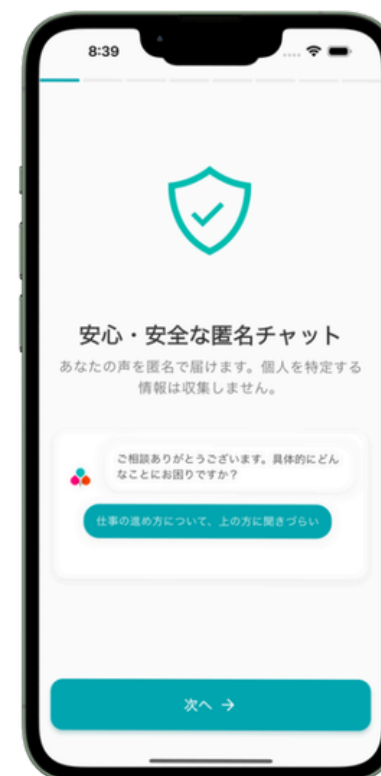 8:39
安心・安全な匿名チャット
あなたの声を匿名で届けます。個人を特定する
情報は収集しません。
ご相談ありがとうございます。具体的にどん
なことにお困りですか？
仕事の進め方について、上の方に聞きづらい
次へ →